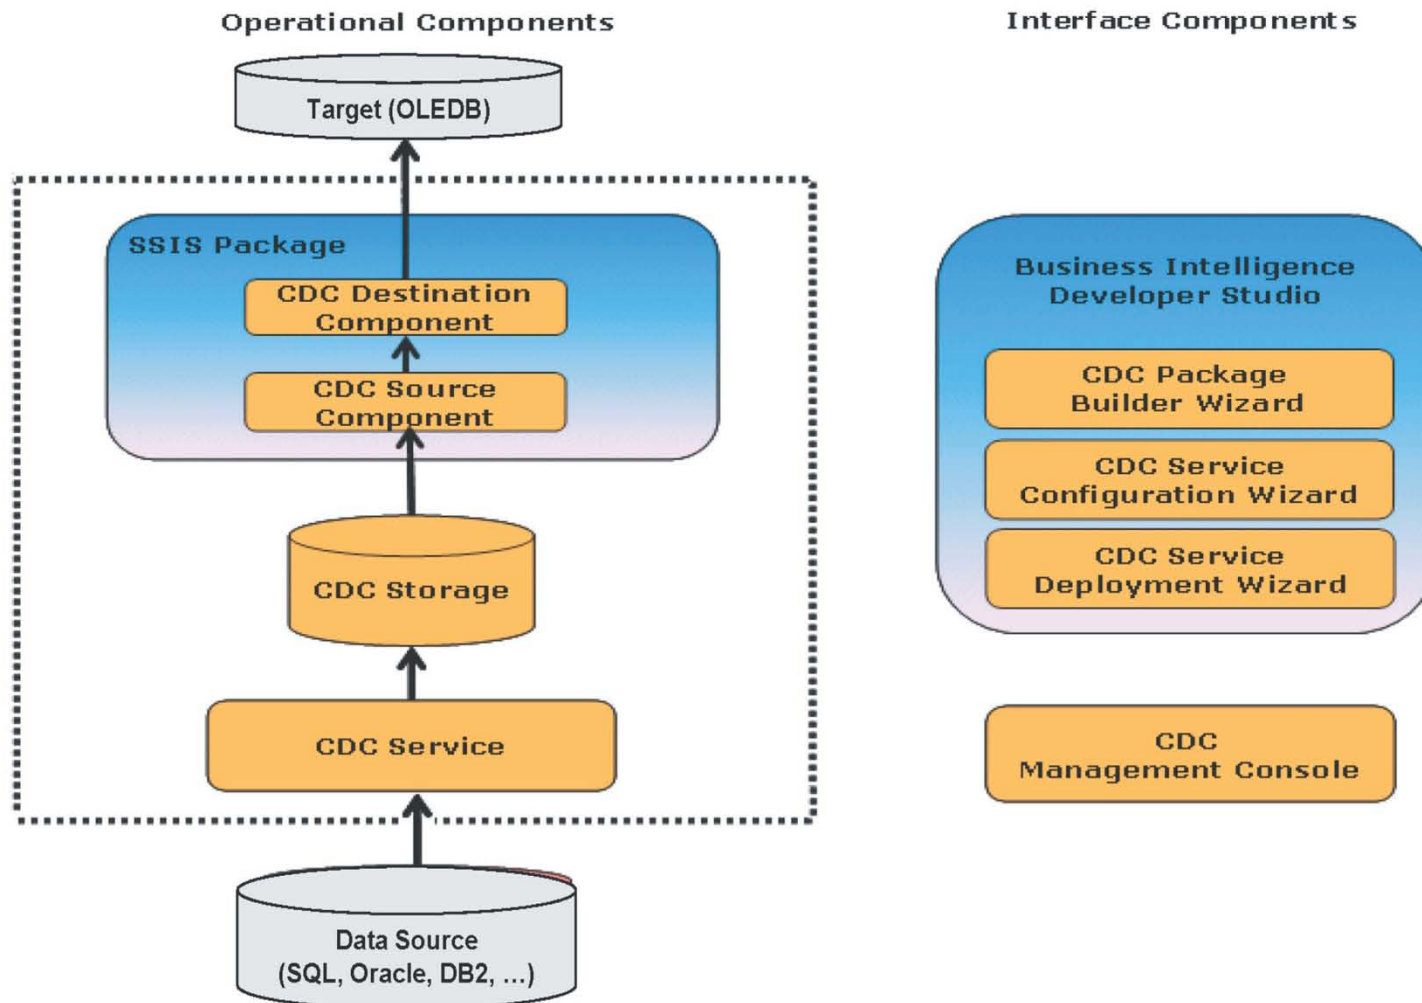 Operational Components
Target (OLEDB)
SSIS Package
CDC Destination
Component
CDC Source
Component
CDC Storage
CDC Service
Data Source
(SQL, Oracle, DB2, ...)
Interface Components
Business Intelligence
Developer Studio
CDC Package
Builder Wizard
CDC Service
Configuration Wizard
CDC Service
Deployment Wizard
CDC
Management Console